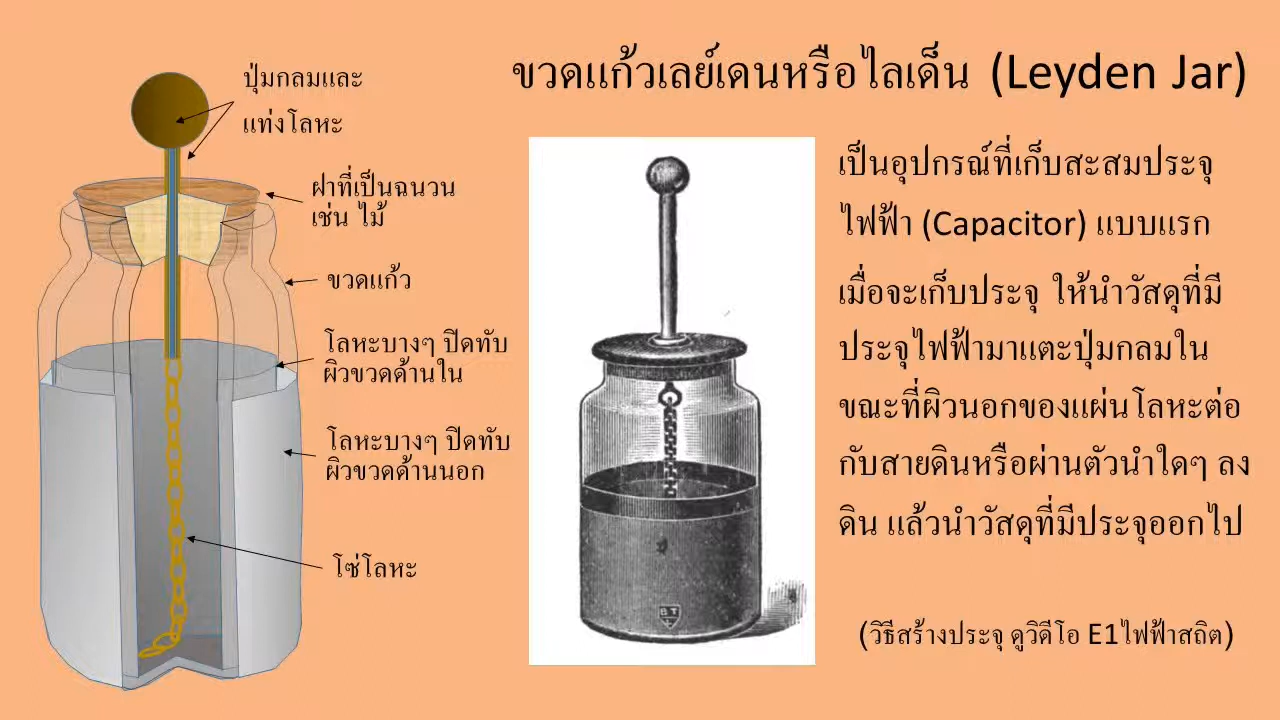 ขวดแก้วเลย์เดนหรือไลเด็น (Leyden Jar)
ปุ่มกลมและ
แท่งโลหะ
ฝาที่เป็นฉนวน
เช่น ไม้
ขวดแก้ว
โลหะบางๆ ปิดทับ
ผิวขวดด้านใน
โลหะบางๆ ปิดทับ
ผิวขวดด้านนอก
โซ่โลหะ
B T
เป็นอุปกรณ์ที่เก็บสะสมประจุ
ไฟฟ้า (Capacitor) แบบแรก
เมื่อจะเก็บประจุ ให้นำวัสดุที่มี
ประจุไฟฟ้ามาแตะปุ่มกลมใน
ขณะที่ผิวนอกของแผ่นโลหะต่อ
กับสายดินหรือผ่านตัวนำใดๆ ลง
ดิน แล้วนำวัสดุที่มีประจุออกไป
(วิธีสร้างประจุ ดูวิดีโอ E1ไฟฟ้าสถิต)